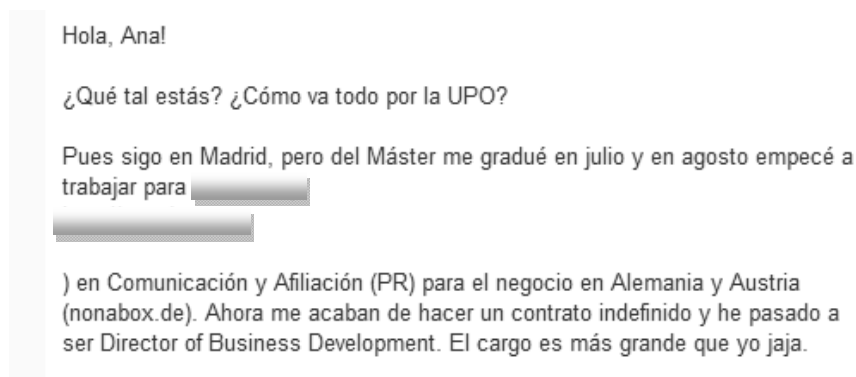 Hola, Ana!
¿Qué tal estás? ¿Cómo va todo por la UPO?
Pues sigo en Madrid, pero del Máster me gradué en julio y en agosto empecé a
trabajar para
) en Comunicación y Afiliación (PR) para el negocio en Alemania y Austria
(nonabox.de). Ahora me acaban de hacer un contrato indefinido y he pasado a
ser Director of Business Development. El cargo es más grande que yo jaja.